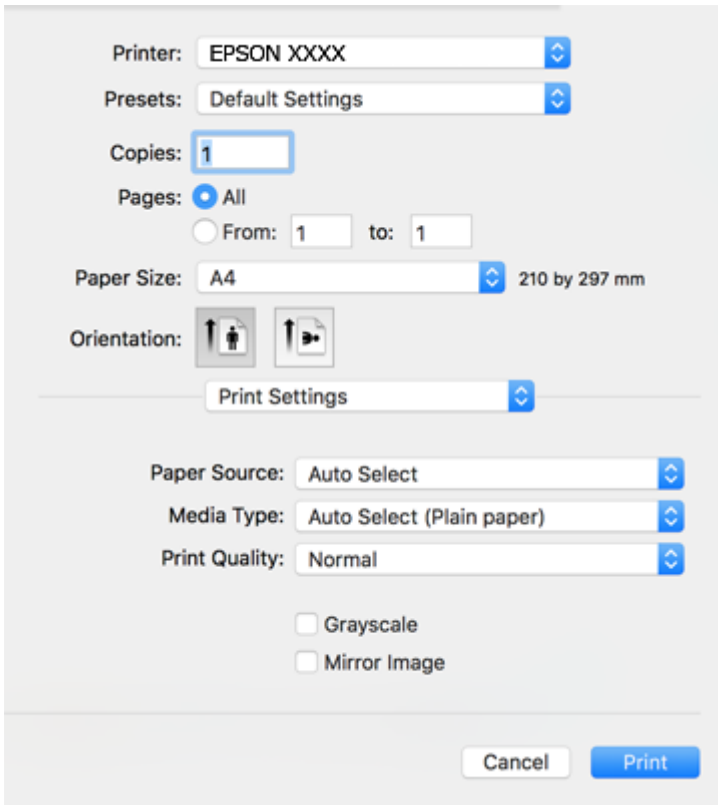 Printer: EPSON XXXX
Presets: Default Settings
Copies: 1
Pages: All
From: 1 to: 1
Paper Size: A4 210 by 297 mm
Orientation:
Print Settings
Paper Source: Auto Select
Media Type: Auto Select (Plain paper)
Print Quality: Normal
Grayscale
Mirror Image
Cancel Print